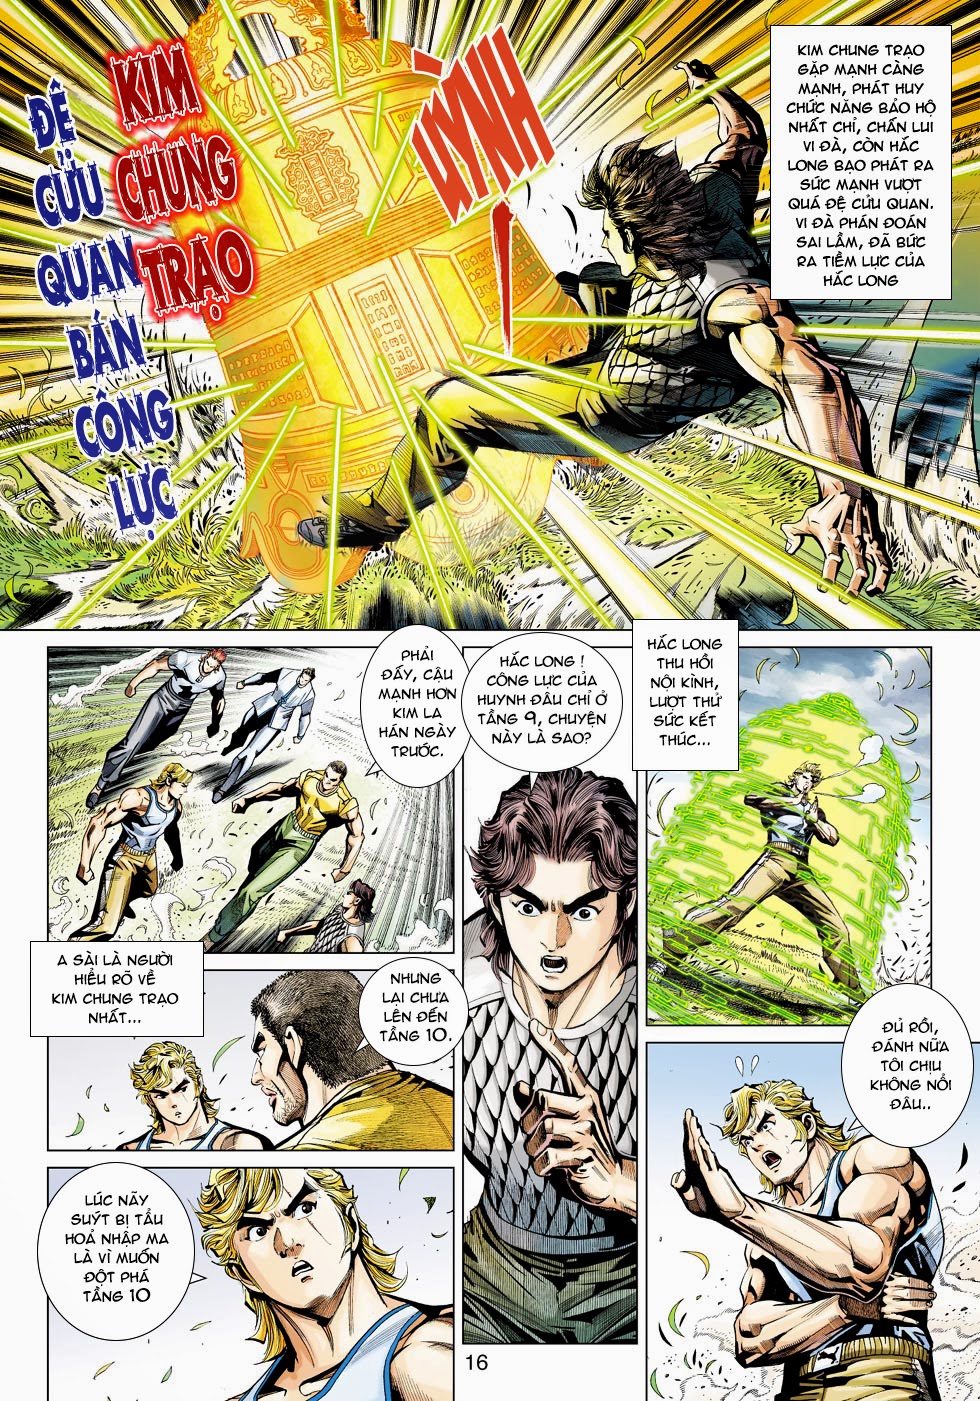 KIM
CHUNG
TRẠO
ĐỆ
CỬU
QUAN
BÁN
CÔNG
LỰC
UỲNH
!
KIM CHUNG TRẠO
GẶP MẠNH CÀNG
MẠNH, PHÁT HUY
CHỨC NĂNG BẢO HỘ
NHẤT CHỈ, CHẤN LUI
VI ĐÀ, CÒN HẮC
LONG BẠO PHÁT RA
SỨC MẠNH VƯỢT
QUÁ ĐỆ CỬU QUAN.
VI ĐÀ PHÁN ĐOÁN
SAI LẦM, ĐÃ BỨC
RA TIỀM LỰC CỦA
HẮC LONG
HẮC LONG
THU HỒI
NỘI KÌNH,
LƯỢT THỬ
SỨC KẾT
THÚC...
HẮC LONG !
CÔNG LỰC CỦA
HUYNH ĐÂU CHỈ Ở
TẦNG 9, CHUYỆN
NÀY LÀ SAO?
PHẢI
ĐẤY, CẬU
MẠNH HƠN
KIM LA
HÁN NGÀY
TRƯỚC.
ĐỦ RỒI,
ĐÁNH NỮA
TÔI CHỊU
KHÔNG NỔI
ĐÂU..
A SÀI LÀ NGƯỜI
HIỂU RÕ VỀ
KIM CHUNG TRẠO
NHẤT...
NHƯNG
LẠI CHƯA
LÊN ĐẾN
TẦNG 10.
LÚC NÃY
SUÝT BỊ TẨU
HOẢ NHẬP MA
LÀ VÌ MUỐN
ĐỘT PHÁ
TẦNG 10
16